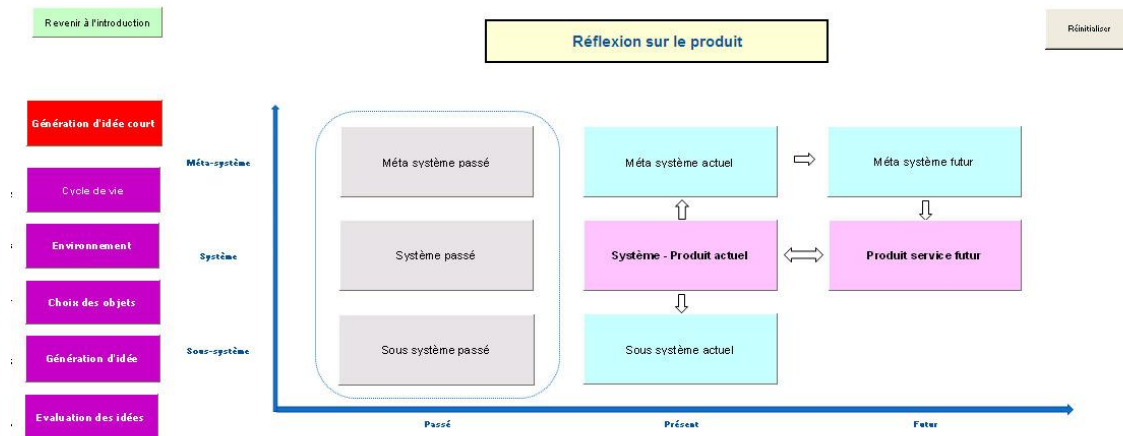 Revenir à l'introduction
Réflexion sur le produit
Réinitialiser
Génération d'idée court
Cycle de vie
Environnement
Choix des objets
Génération d'idée
Evaluation des idées
Méta-système
Méta système passé
Méta système actuel
Méta système futur
Système
Système passé
Système - Produit actuel
Produit service futur
Sous-système
Sous système passé
Sous système actuel
Passé
Présent
Futur